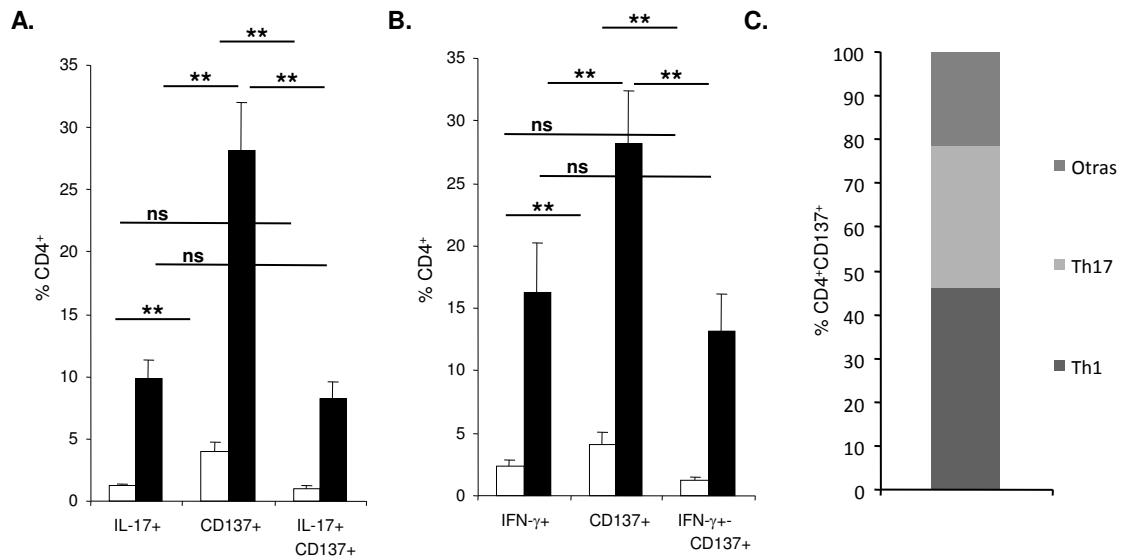 A.
**
** **
35
30
25
20
15
10
5
0
% CD4⁺
ns
ns
**
IL-17+ CD137+ IL-17+
CD137+
B.
**
** **
35
30
25
20
15
10
5
0
% CD4⁺
ns
ns
**
IFN-γ+ CD137+ IFN-γ+-
CD137+
C.
100
90
80
70
60
50
40
30
20
10
0
% CD4⁺CD137⁺
Otras
Th17
Th1